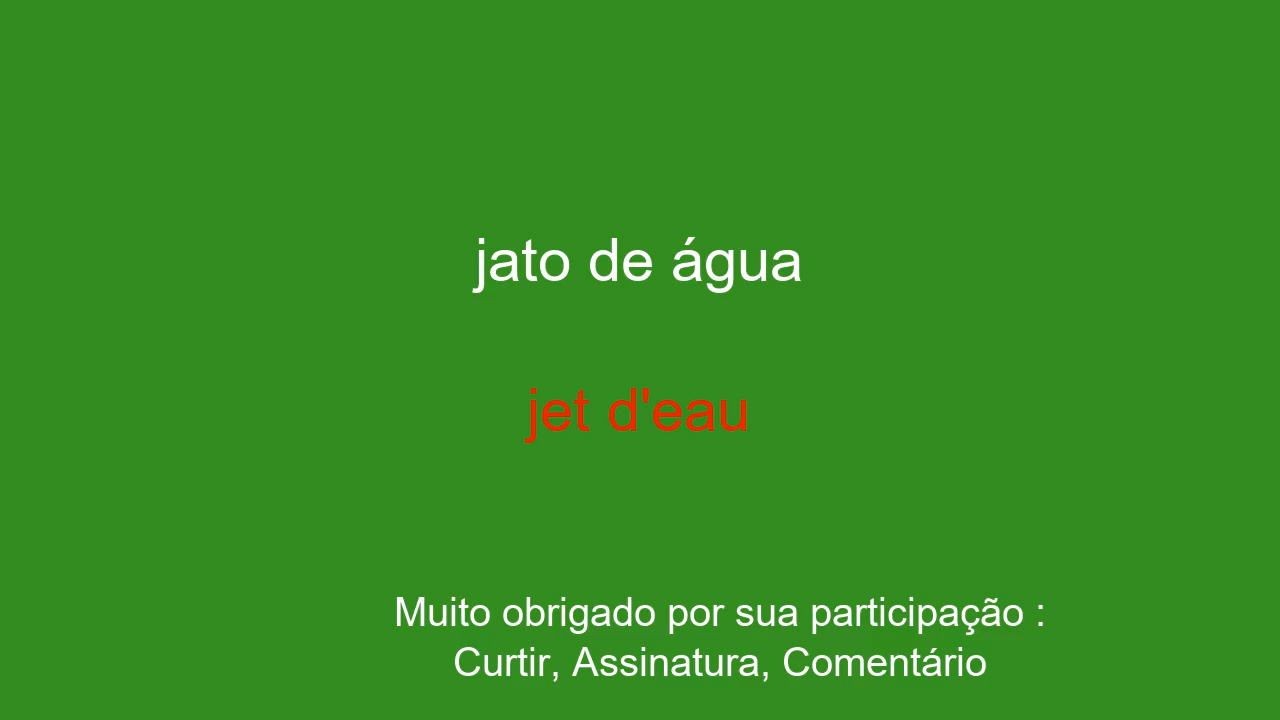 jato de água
jet d'eau
Muito obrigado por sua participação :
Curtir, Assinatura, Comentário